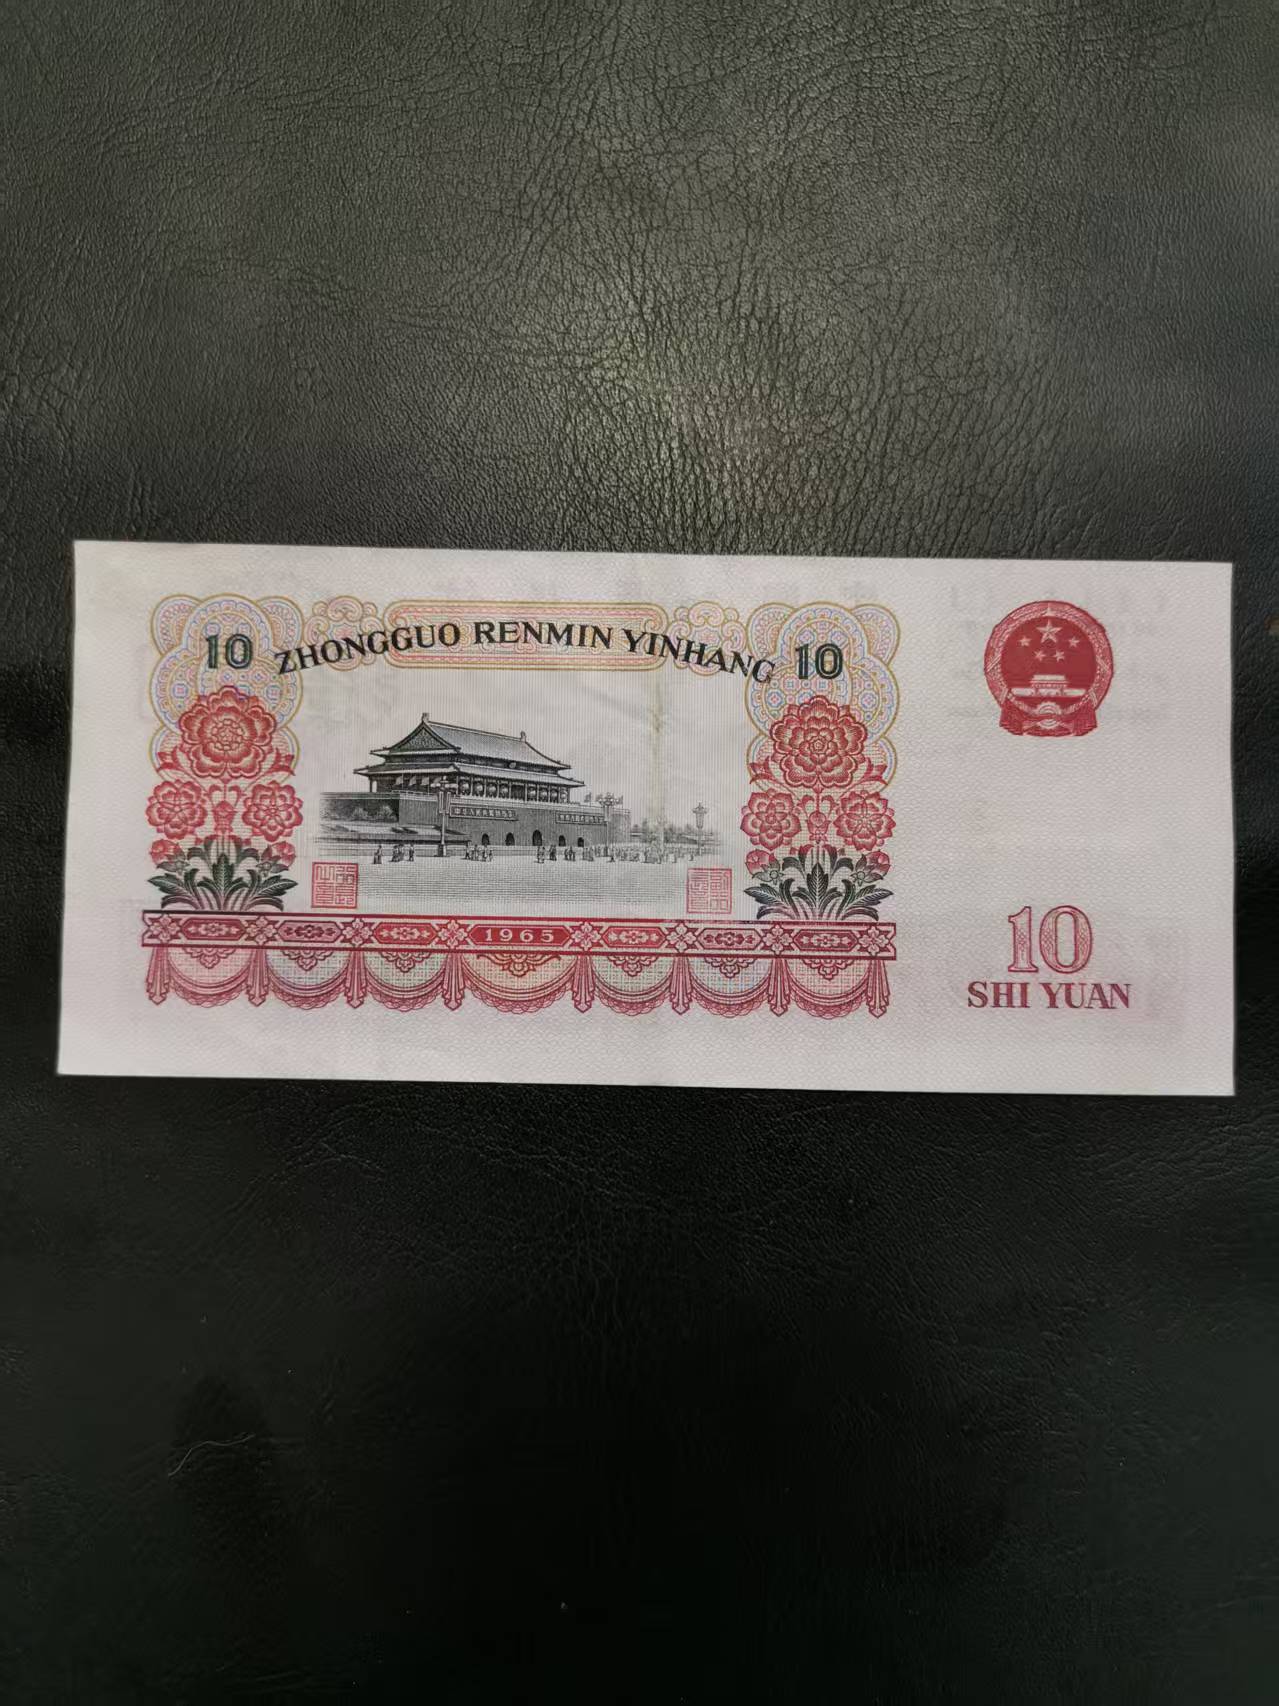 10 ZHONGGUO RENMIN YINHANG 10
1965
10
SHI YUAN